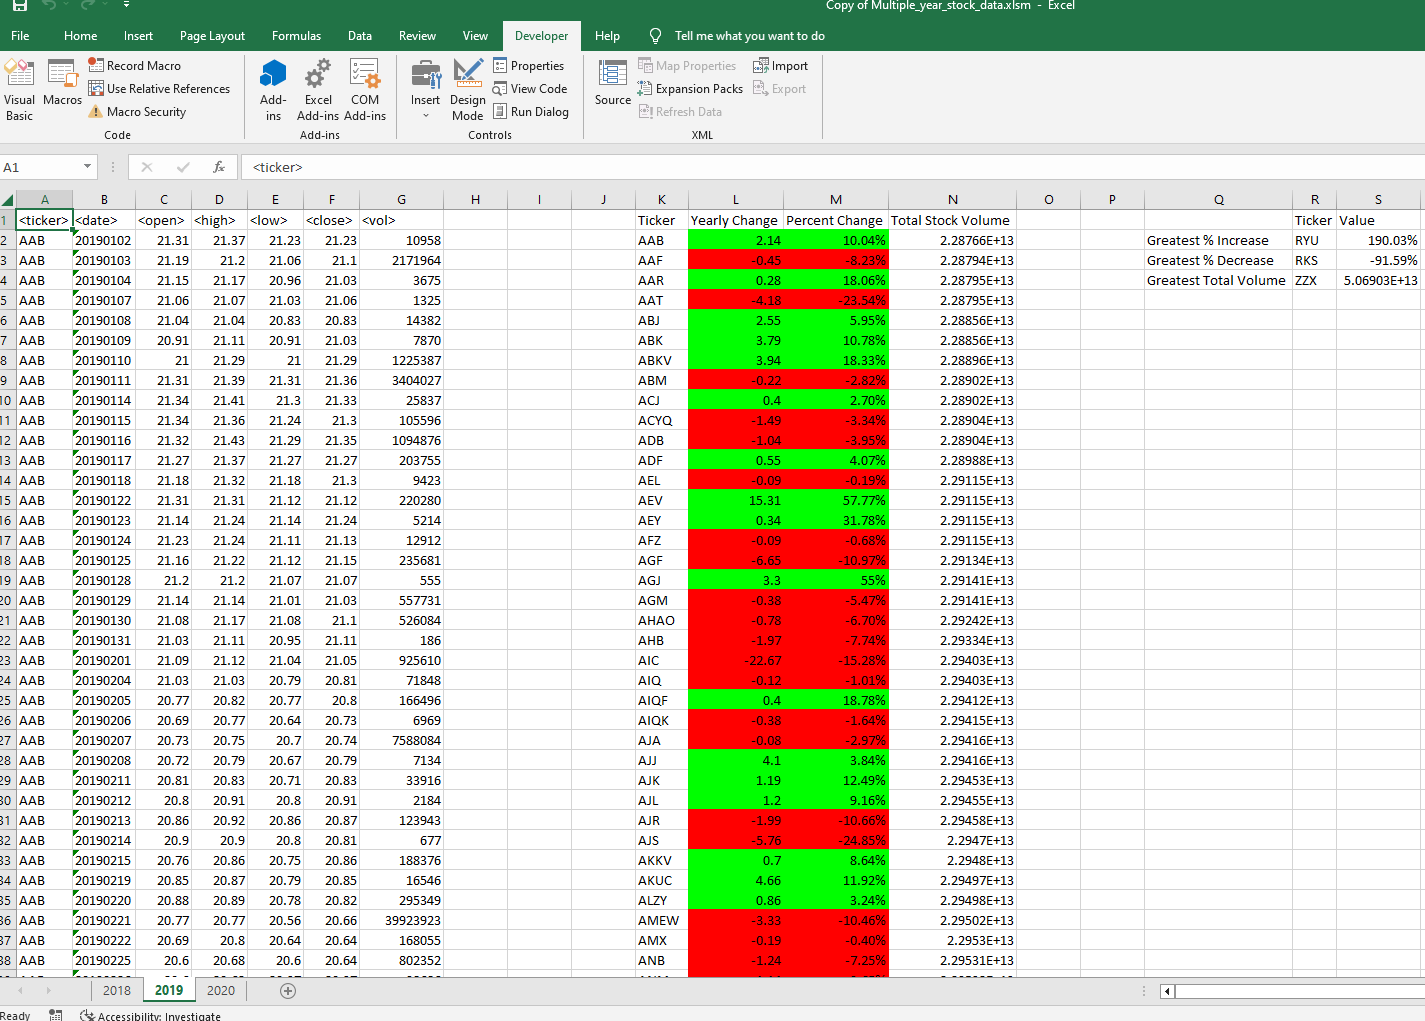 Copy of Multiple_year_stock_data.xlsm - Excel
File Home Insert Page Layout Formulas Data Review View Developer Help Tell me what you want to do
Visual Basic
Macros
Record Macro
Use Relative References
Macro Security
Code
Add-ins
Excel Add-ins
COM Add-ins
Add-ins
Insert
Design Mode
Properties
View Code
Run Dialog
Controls
Source
Map Properties
Expansion Packs
Refresh Data
Import
Export
XML
A1 fx <ticker>
A B C D E F G H I J K L M N O P Q R S
1 <ticker> <date> <open> <high> <low> <close> <vol> Ticker Yearly Change Percent Change Total Stock Volume Ticker Value
2 AAB 20190102 21.31 21.37 21.23 21.23 10958 AAB 2.14 10.04% 2.28766E+13 Greatest % Increase RYU 190.03%
3 AAB 20190103 21.19 21.2 21.06 21.1 2171964 AAF -0.45 -8.23% 2.28794E+13 Greatest % Decrease RKS -91.59%
4 AAB 20190104 21.15 21.17 20.96 21.03 3675 AAR 0.28 18.06% 2.28795E+13 Greatest Total Volume ZZX 5.06903E+13
5 AAB 20190107 21.06 21.07 21.03 21.06 1325 AAT -4.18 -23.54% 2.28795E+13
6 AAB 20190108 21.04 21.04 20.83 20.83 14382 ABJ 2.55 5.95% 2.28856E+13
7 AAB 20190109 20.91 21.11 20.91 21.03 7870 ABK 3.79 10.78% 2.28856E+13
8 AAB 20190110 21 21.29 21 21.29 1225387 ABKV 3.94 18.33% 2.28896E+13
9 AAB 20190111 21.31 21.39 21.31 21.36 3404027 ABM -0.22 -2.82% 2.28902E+13
10 AAB 20190114 21.34 21.41 21.3 21.33 25837 ACJ 0.4 2.70% 2.28902E+13
11 AAB 20190115 21.34 21.36 21.24 21.3 105596 ACYQ -1.49 -3.34% 2.28904E+13
12 AAB 20190116 21.32 21.43 21.29 21.35 1094876 ADB -1.04 -3.95% 2.28904E+13
13 AAB 20190117 21.27 21.37 21.27 21.27 203755 ADF 0.55 4.07% 2.28988E+13
14 AAB 20190118 21.18 21.32 21.18 21.3 9423 AEL -0.09 -0.19% 2.29115E+13
15 AAB 20190122 21.31 21.31 21.12 21.12 220280 AEV 15.31 57.77% 2.29115E+13
16 AAB 20190123 21.14 21.24 21.14 21.24 5214 AEY 0.34 31.78% 2.29115E+13
17 AAB 20190124 21.23 21.24 21.11 21.13 12912 AFZ -0.09 -0.68% 2.29115E+13
18 AAB 20190125 21.16 21.22 21.12 21.15 235681 AGF -6.65 -10.97% 2.29134E+13
19 AAB 20190128 21.2 21.2 21.07 21.07 555 AGJ 3.3 55% 2.29141E+13
20 AAB 20190129 21.14 21.14 21.01 21.03 557731 AGM -0.38 -5.47% 2.29141E+13
21 AAB 20190130 21.08 21.17 21.08 21.1 526084 AHAO -0.78 -6.70% 2.29242E+13
22 AAB 20190131 21.03 21.11 20.95 21.11 186 AHB -1.97 -7.74% 2.29334E+13
23 AAB 20190201 21.09 21.12 21.04 21.05 925610 AIC -22.67 -15.28% 2.29403E+13
24 AAB 20190204 21.03 21.03 20.79 20.81 71848 AIQ -0.12 -1.01% 2.29403E+13
25 AAB 20190205 20.77 20.82 20.77 20.8 166496 AIQF 0.4 18.78% 2.29412E+13
26 AAB 20190206 20.69 20.77 20.64 20.73 6969 AIQK -0.38 -1.64% 2.29415E+13
27 AAB 20190207 20.73 20.75 20.7 20.74 7588084 AJA -0.08 -2.97% 2.29416E+13
28 AAB 20190208 20.72 20.79 20.67 20.79 7134 AJJ 4.1 3.84% 2.29416E+13
29 AAB 20190211 20.81 20.83 20.71 20.83 33916 AJK 1.19 12.49% 2.29453E+13
30 AAB 20190212 20.8 20.91 20.8 20.91 2184 AJL 1.2 9.16% 2.29455E+13
31 AAB 20190213 20.86 20.92 20.86 20.87 123943 AJR -1.99 -10.66% 2.29458E+13
32 AAB 20190214 20.9 20.9 20.8 20.81 677 AJS -5.76 -24.85% 2.2947E+13
33 AAB 20190215 20.76 20.86 20.75 20.86 188376 AKKV 0.7 8.64% 2.2948E+13
34 AAB 20190219 20.85 20.87 20.79 20.85 16546 AKUC 4.66 11.92% 2.29497E+13
35 AAB 20190220 20.88 20.89 20.78 20.82 295349 ALZY 0.86 3.24% 2.29498E+13
36 AAB 20190221 20.77 20.77 20.56 20.66 39923923 AMEW -3.33 -10.46% 2.29502E+13
37 AAB 20190222 20.69 20.8 20.64 20.64 168055 AMX -0.19 -0.40% 2.2953E+13
38 AAB 20190225 20.6 20.68 20.6 20.64 802352 ANB -1.24 -7.25% 2.29531E+13
2018 2019 2020
Ready Accessibility: Investigate